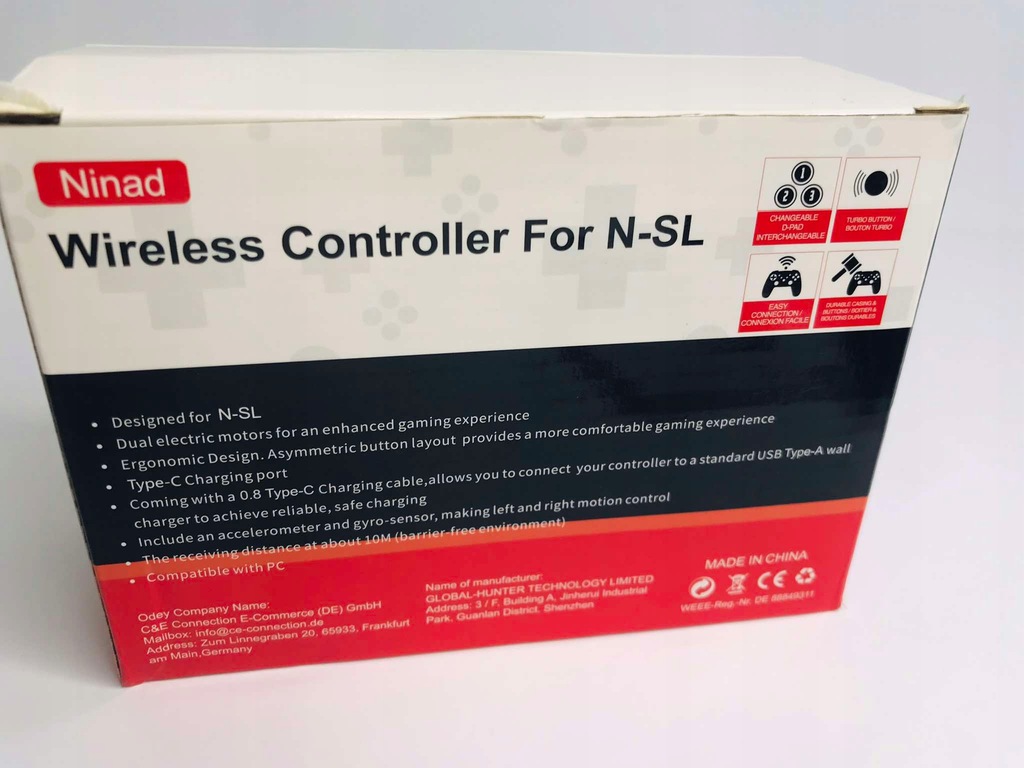 Ninad
Wireless Controller For N-SL
1
2 3
CHANGEABLE
D-PAD
INTERCHANGEABLE
TURBO BUTTON /
BOUTON TURBO
EASY
CONNECTION /
CONNEXION FACILE
DURABLE CASING &
BUTTONS / BOITIER &
BOUTONS DURABLES
• Designed for N-SL
• Dual electric motors for an enhanced gaming experience
• Ergonomic Design. Asymmetric button layout provides a more comfortable gaming experience
• Type-C Charging port
• Coming with a 0.8 Type-C Charging cable,allows you to connect your controller to a standard USB Type-A wall
charger to achieve reliable, safe charging
• Include an accelerometer and gyro-sensor, making left and right motion control
• The receiving distance at about 10M (barrier-free environment)
• Compatible with PC
Odey Company Name:
C&E Connection E-Commerce (DE) GmbH
Mailbox: info@ce-connection.de
Address: Zum Linnegraben 20, 65933, Frankfurt
am Main,Germany
Name of manufacturer:
GLOBAL-HUNTER TECHNOLOGY LIMITED
Address: 3 / F, Building A, Jinherui Industrial
Park, Guanlan District, Shenzhen
MADE IN CHINA
CE
WEEE-Reg.-Nr. DE 88849311